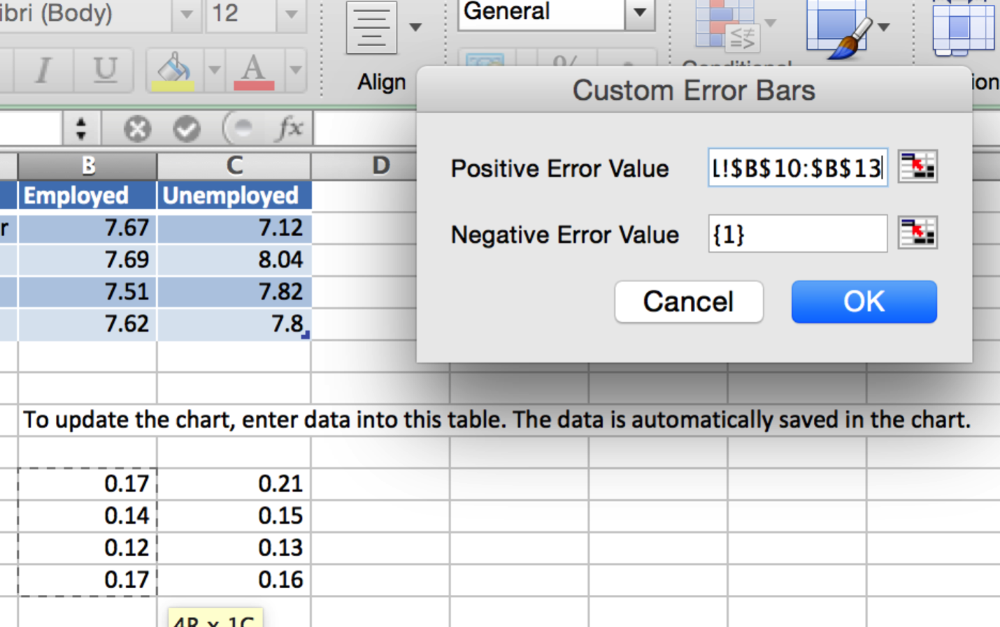 ibri (Body) 12 General
I U A Align % Conditional ion
fx
B C D
Employed Unemployed
r 7.67 7.12
7.69 8.04
7.51 7.82
7.62 7.8
To update the chart, enter data into this table. The data is automatically saved in the chart.
0.17 0.21
0.14 0.15
0.12 0.13
0.17 0.16
4R x 1C
Custom Error Bars
Positive Error Value !$B$10:$B$13
Negative Error Value {1}
Cancel OK